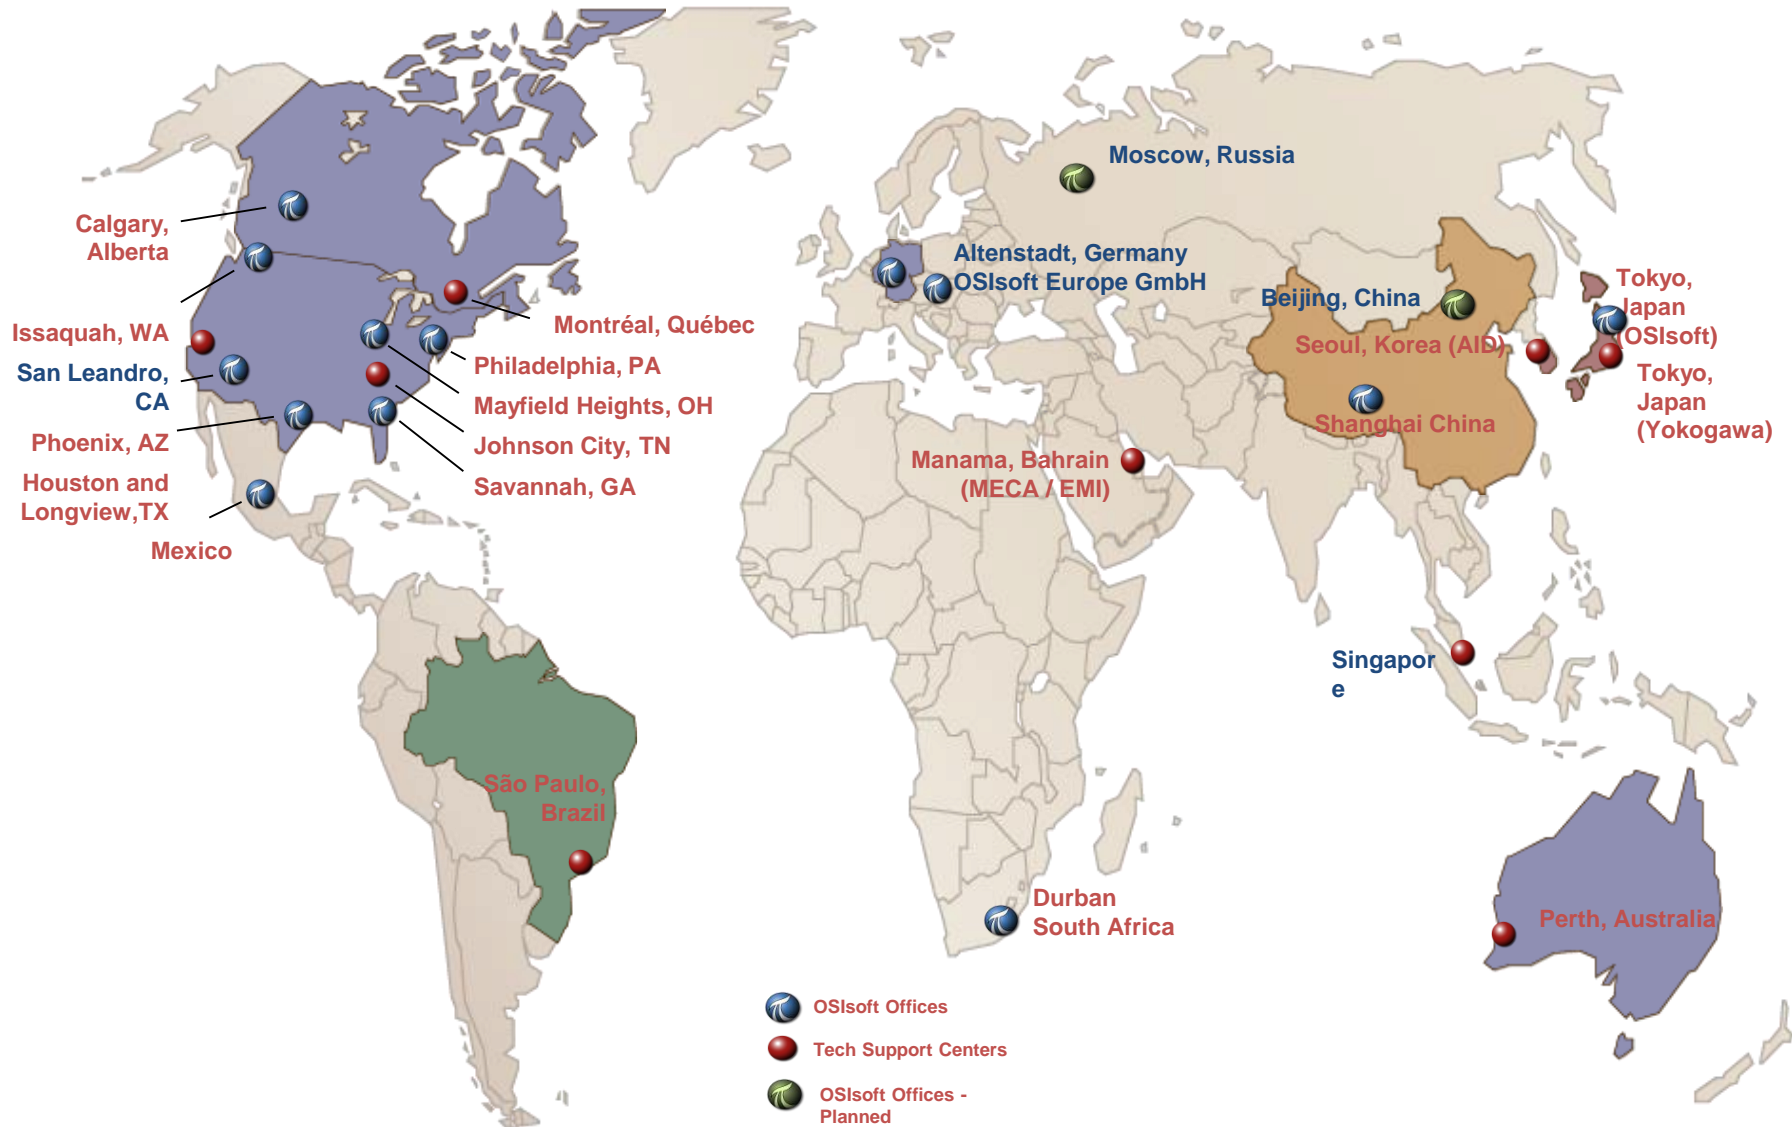 Moscow, Russia
Calgary,
Alberta
Altenstadt, Germany
OSIsoft Europe GmbH
Beijing, China
Tokyo,
Japan
(OSIsoft)
Issaquah, WA
Montréal, Québec
Seoul, Korea (AID)
San Leandro,
CA
Philadelphia, PA
Tokyo,
Japan
(Yokogawa)
Mayfield Heights, OH
Shanghai China
Phoenix, AZ
Johnson City, TN
Manama, Bahrain
(MECA / EMI)
Houston and
Longview,TX
Savannah, GA
Mexico
Singapor
e
São Paulo,
Brazil
Durban
South Africa
Perth, Australia
OSIsoft Offices
Tech Support Centers
OSIsoft Offices -
Planned